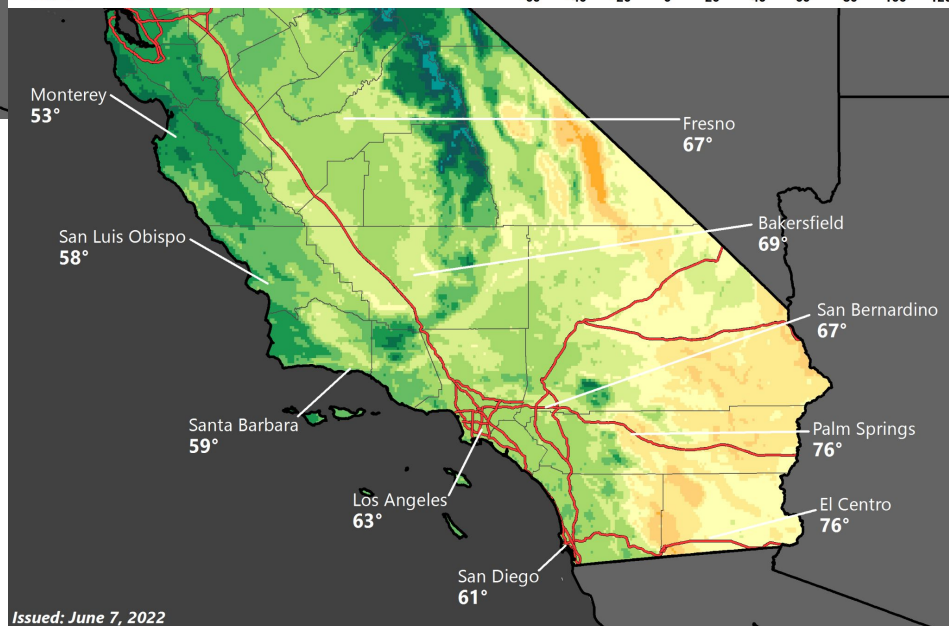 Monterey
53°
Fresno
67°
Bakersfield
69°
San Luis Obispo
58°
San Bernardino
67°
Santa Barbara
59°
Palm Springs
76°
Los Angeles
63°
El Centro
76°
San Diego
61°
Issued: June 7, 2022